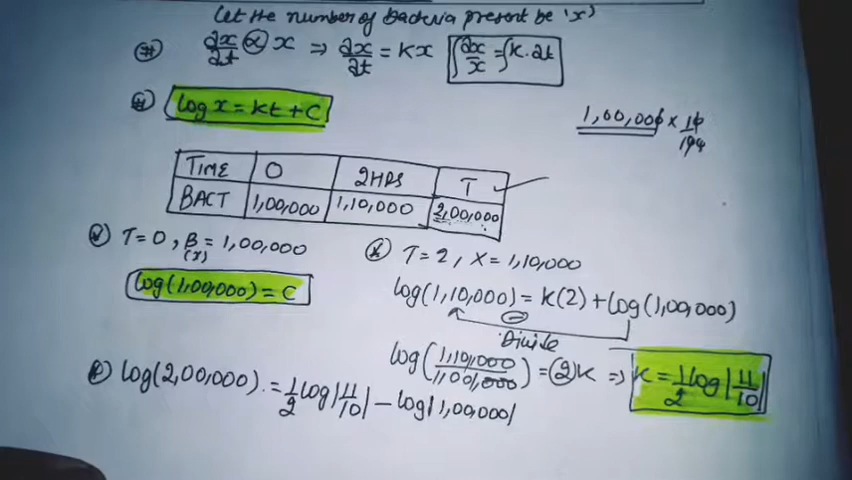 (let the number of bacteria present be 'x')
(#) dx/dt ∝ x ⇒ dx/dt = Kx ∫dx/x = ∫K.dt
(#) log x = Kt + C
1,00,000 × 10/100
TIME 0 2HRS T
BACT 1,00,000 1,10,000 2,00,000
T=0, B = 1,00,000
(x)
log(1,00,000) = C
T=2, X = 1,10,000
log(1,10,000) = K(2) + log(1,00,000)
Divide
log(1,10,000/1,00,000) = 2K ⇒ K = 1/2 log|11/10|
log(2,00,000) = 1/2 log|11/10| − log|1,00,000|